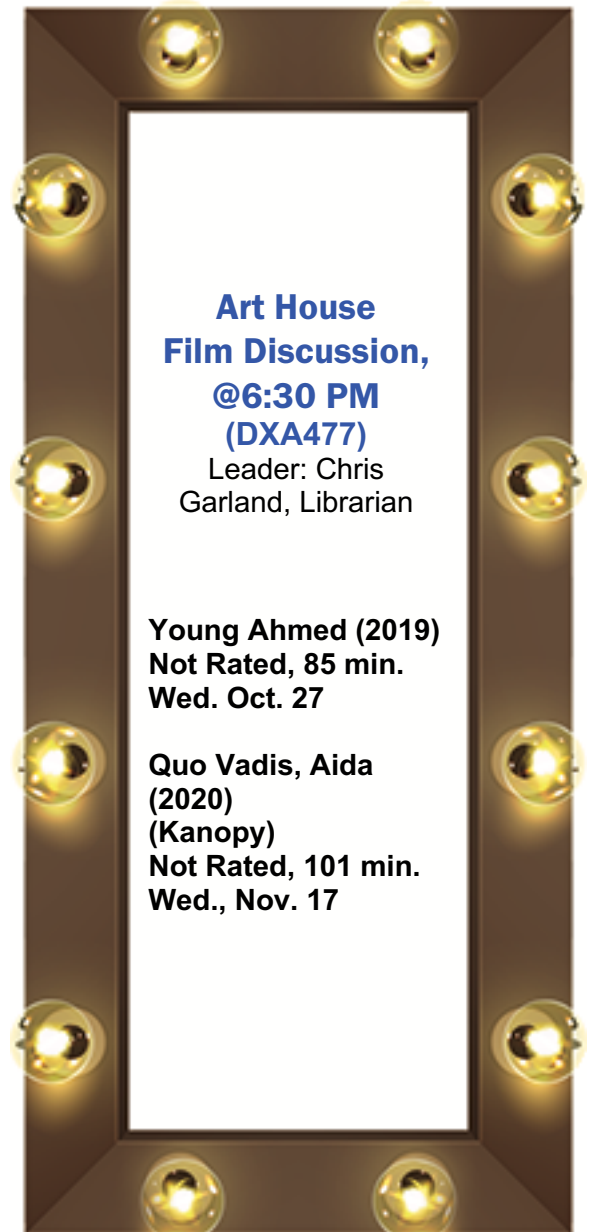 Art House
Film Discussion,
@6:30 PM
(DXA477)
Leader: Chris
Garland, Librarian
Young Ahmed (2019)
Not Rated, 85 min.
Wed. Oct. 27
Quo Vadis, Aida
(2020)
(Kanopy)
Not Rated, 101 min.
Wed., Nov. 17